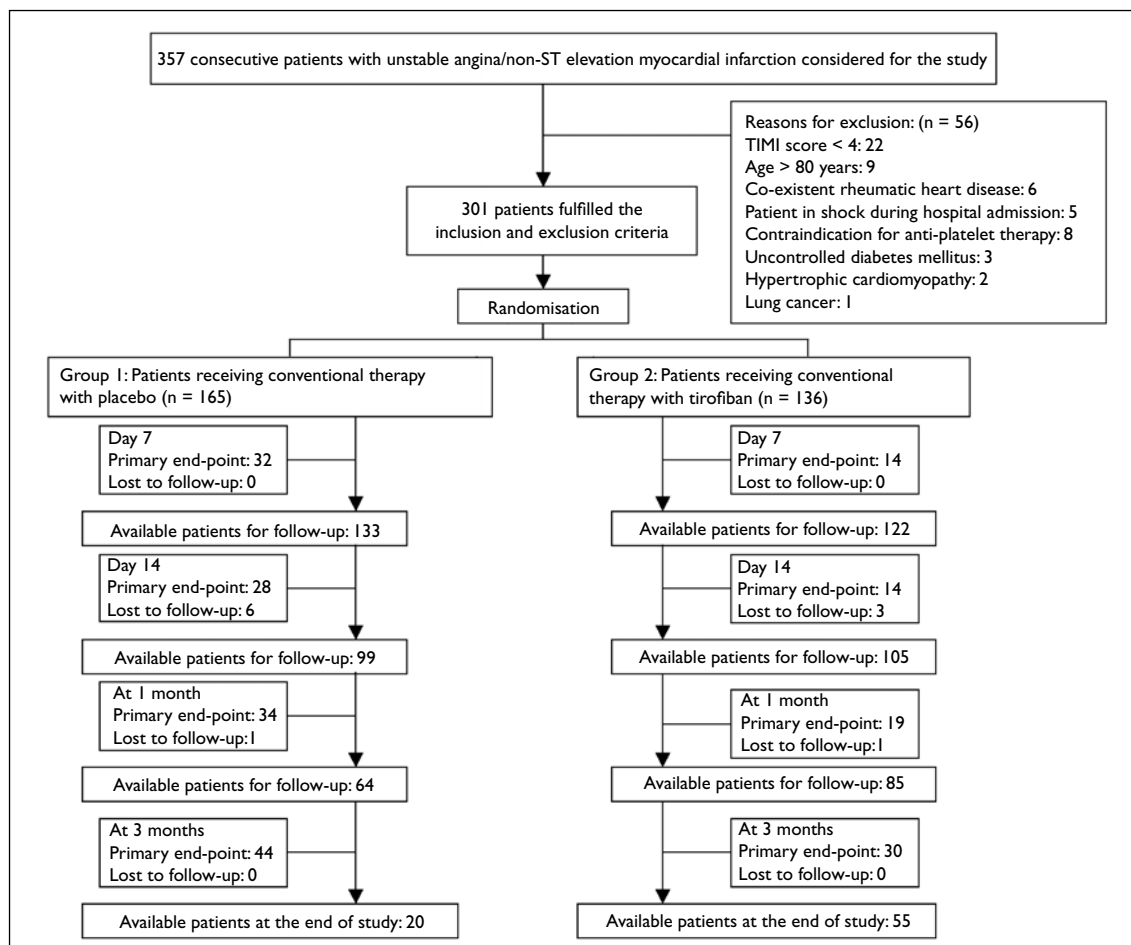 357 consecutive patients with unstable angina/non-ST elevation myocardial infarction considered for the study
Reasons for exclusion: (n = 56)
TIMI score < 4: 22
Age > 80 years: 9
Co-existent rheumatic heart disease: 6
Patient in shock during hospital admission: 5
Contraindication for anti-platelet therapy: 8
Uncontrolled diabetes mellitus: 3
Hypertrophic cardiomyopathy: 2
Lung cancer: 1
301 patients fulfilled the
inclusion and exclusion criteria
Randomisation
Group 1: Patients receiving conventional therapy
with placebo (n = 165)
Day 7
Primary end-point: 32
Lost to follow-up: 0
Available patients for follow-up: 133
Day 14
Primary end-point: 28
Lost to follow-up: 6
Available patients for follow-up: 99
At 1 month
Primary end-point: 34
Lost to follow-up:1
Available patients for follow-up: 64
At 3 months
Primary end-point: 44
Lost to follow-up: 0
Available patients at the end of study: 20
Group 2: Patients receiving conventional
therapy with tirofiban (n = 136)
Day 7
Primary end-point: 14
Lost to follow-up: 0
Available patients for follow-up: 122
Day 14
Primary end-point: 14
Lost to follow-up: 3
Available patients for follow-up: 105
At 1 month
Primary end-point: 19
Lost to follow-up:1
Available patients for follow-up: 85
At 3 months
Primary end-point: 30
Lost to follow-up: 0
Available patients at the end of study: 55